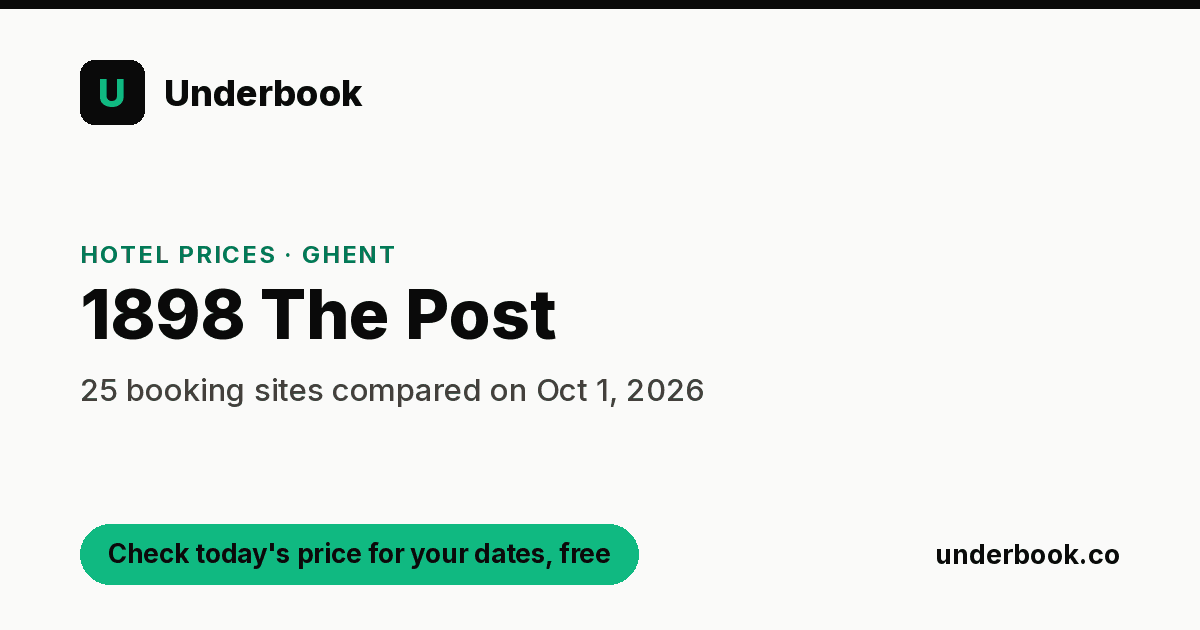 U Underbook
HOTEL PRICES · GHENT
1898 The Post
25 booking sites compared on Oct 1, 2026
Check today's price for your dates, free
underbook.co